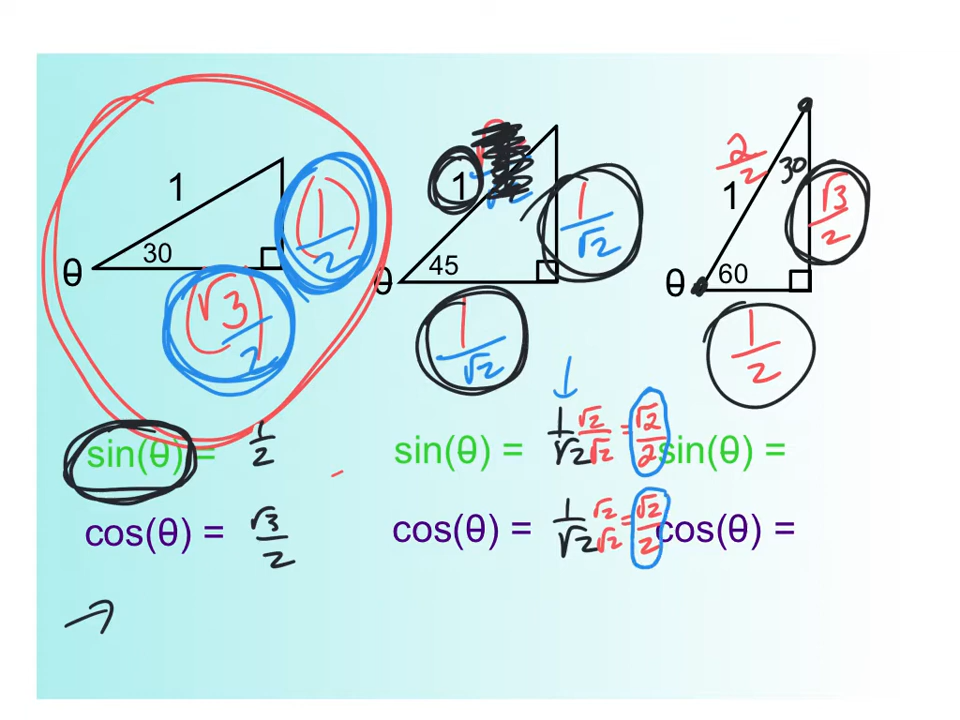 1
30
θ
1/2
√3/2
1
45
θ
1/√2
1/√2
2/2
1
30
√3/2
60
θ
1/2
sin(θ) = 1/2
cos(θ) = √3/2
sin(θ) = 1/√2 √2/√2 = √2/2
cos(θ) = 1/√2 √2/√2 = √2/2
sin(θ) =
cos(θ) =